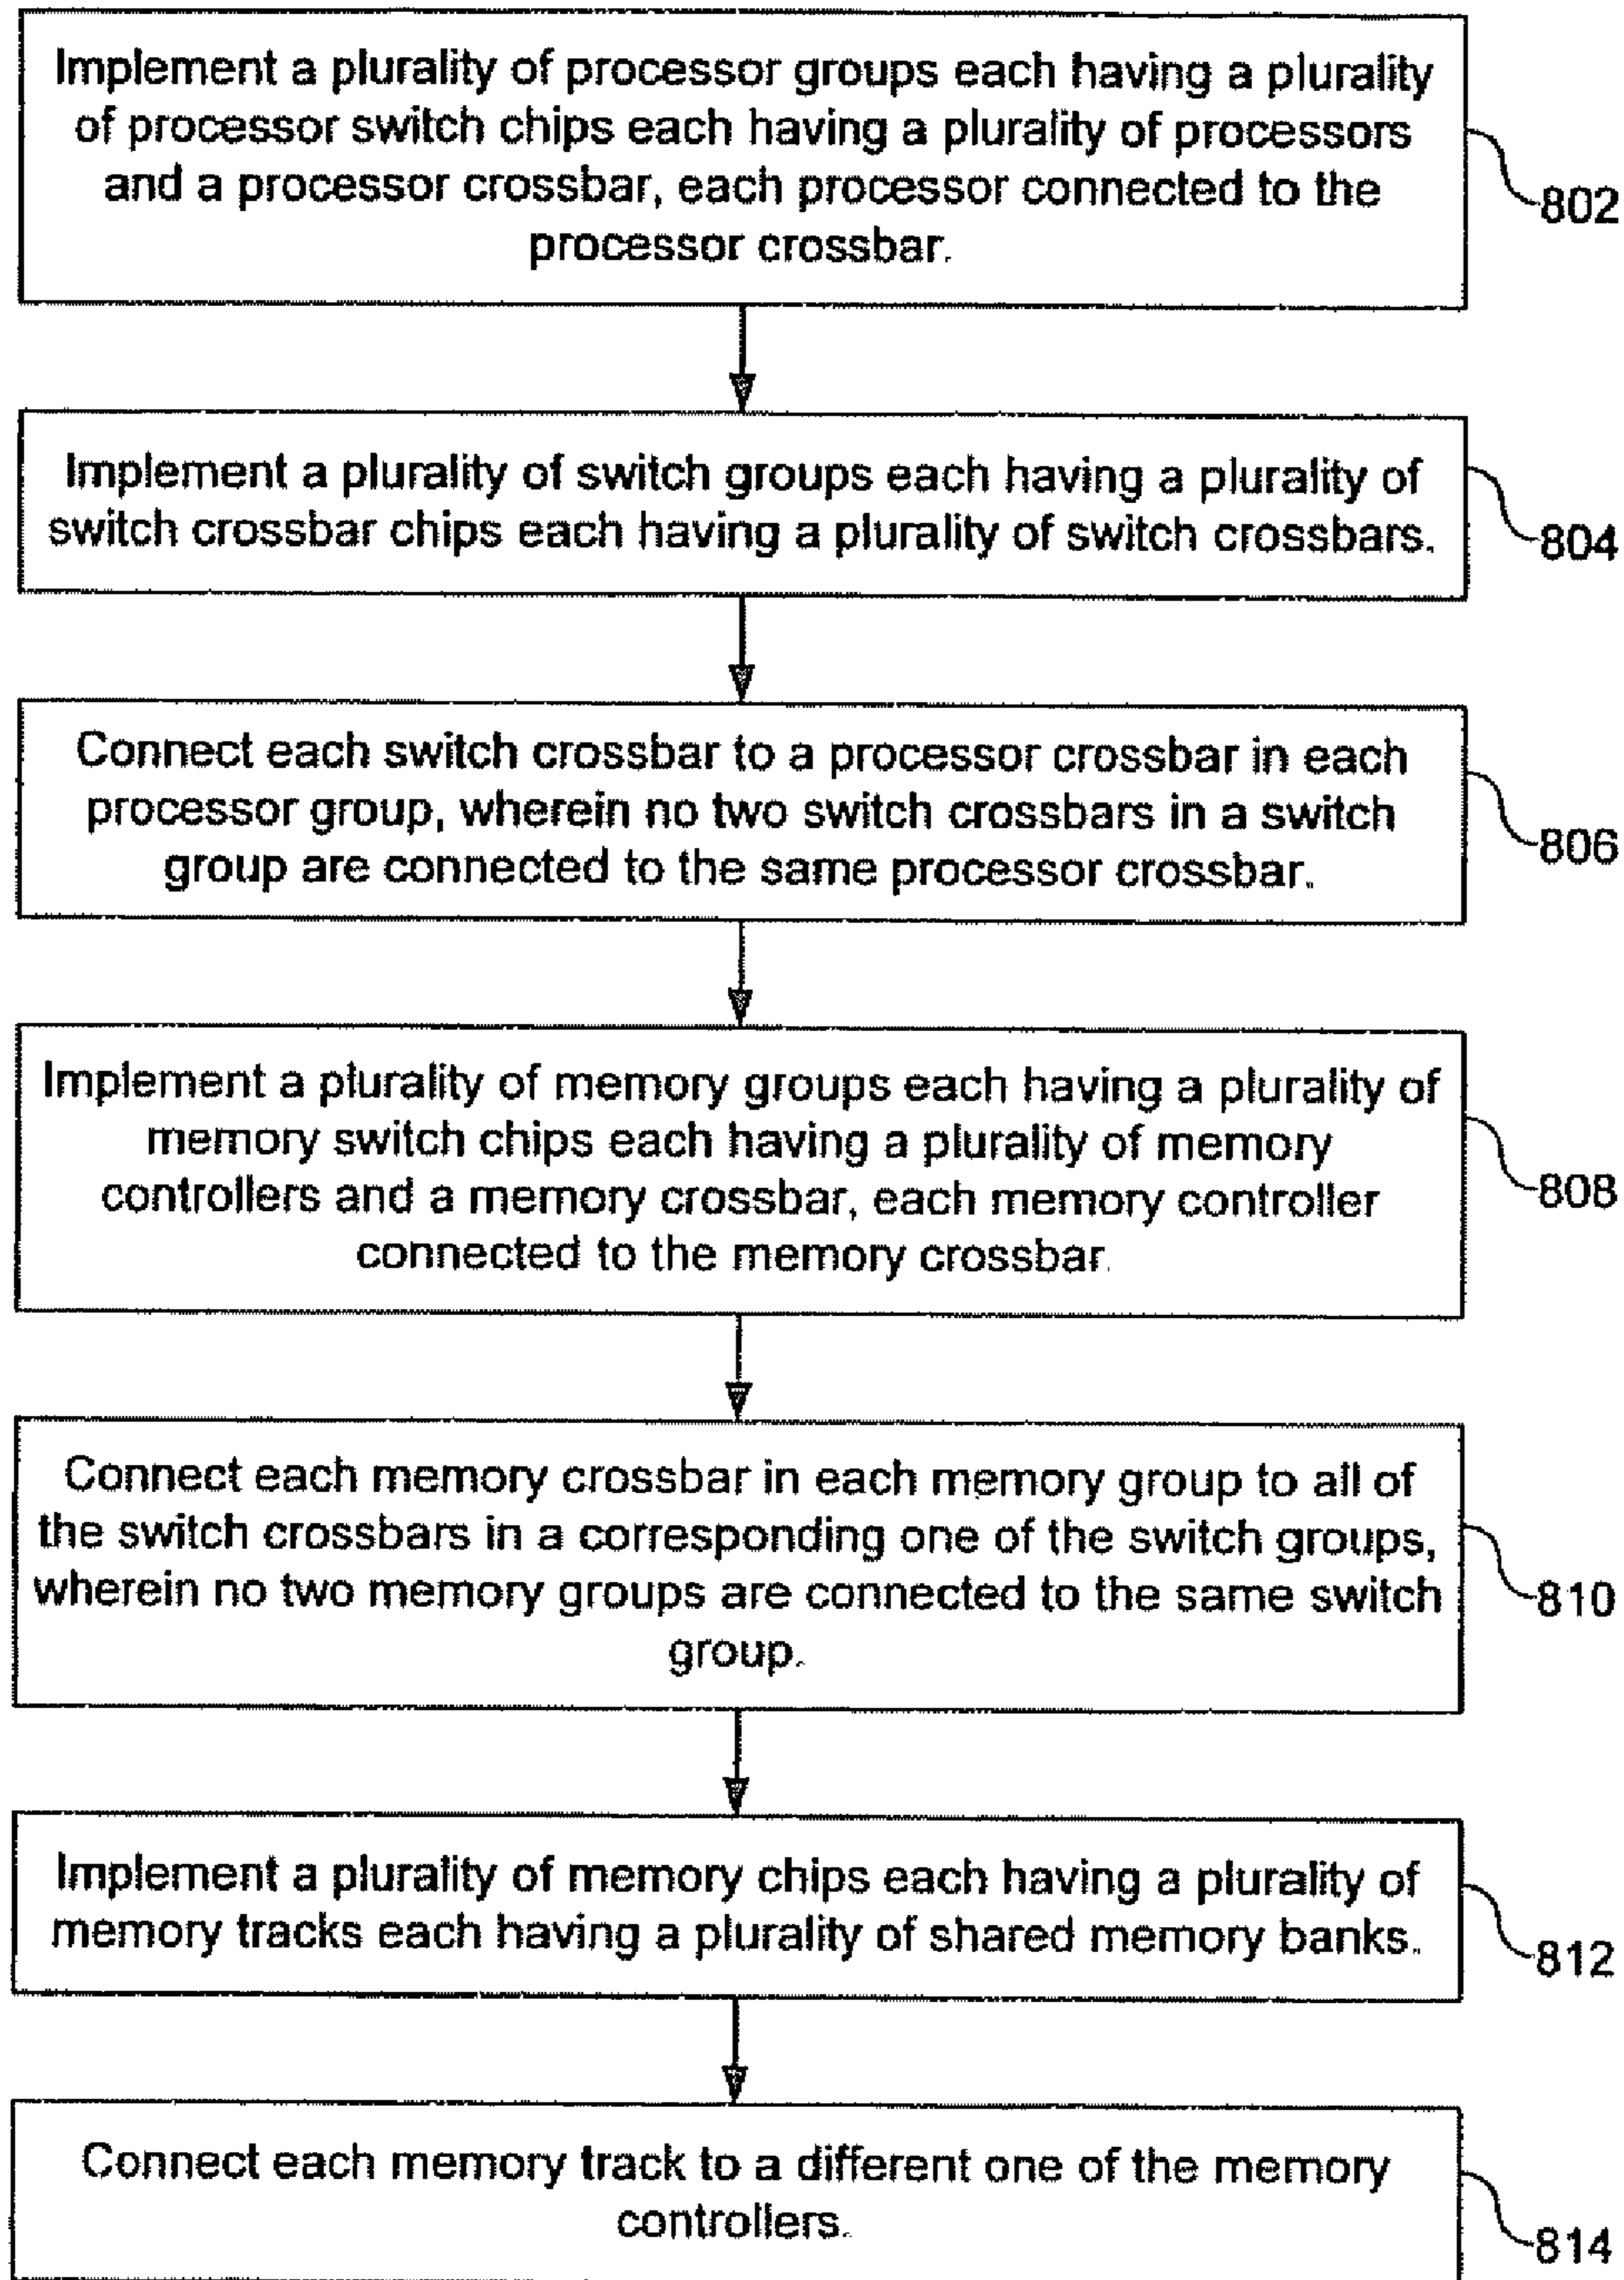 Implement a plurality of processor groups each having a plurality
of processor switch chips each having a plurality of processors
and a processor crossbar, each processor connected to the
processor crossbar.
802
Implement a plurality of switch groups each having a plurality of
switch crossbar chips each having a plurality of switch crossbars.
804
Connect each switch crossbar to a processor crossbar in each
processor group, wherein no two switch crossbars in a switch
group are connected to the same processor crossbar.
806
Implement a plurality of memory groups each having a plurality of
memory switch chips each having a plurality of memory
controllers and a memory crossbar, each memory controller
connected to the memory crossbar.
808
Connect each memory crossbar in each memory group to all of
the switch crossbars in a corresponding one of the switch groups,
wherein no two memory groups are connected to the same switch
group.
810
Implement a plurality of memory chips each having a plurality of
memory tracks each having a plurality of shared memory banks.
812
Connect each memory track to a different one of the memory
controllers.
814